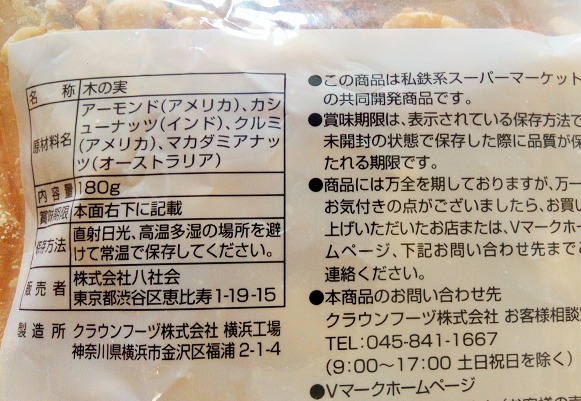 名 称 木の実
原材料名 アーモンド(アメリカ)、カシ
ューナッツ(インド)、クルミ
(アメリカ)、マカダミアナッ
ツ(オーストラリア)
内容量 180g
賞味期限 本面右下に記載
保存方法 直射日光、高温多湿の場所を避
けて常温で保存してください。
販売者 株式会社八社会
東京都渋谷区恵比寿1-19-15
製造所 クラウンフーヅ株式会社 横浜工場
神奈川県横浜市金沢区福浦 2-1-4
●この商品は私鉄系スーパーマーケット
の共同開発商品です。
●賞味期限は、表示されている保存方法で
未開封の状態で保存した際に品質が保
たれる期限です。
●商品には万全を期しておりますが、万一
お気付きの点がございましたら、お買い
上げいただいたお店または、Vマークホー
ムページ、下記お問い合わせ先までご
連絡ください。
●本商品のお問い合わせ先
クラウンフーヅ株式会社 お客様相談
TEL:045-841-1667
(9:00〜17:00 土日祝日を除く)
●Vマークホームページ